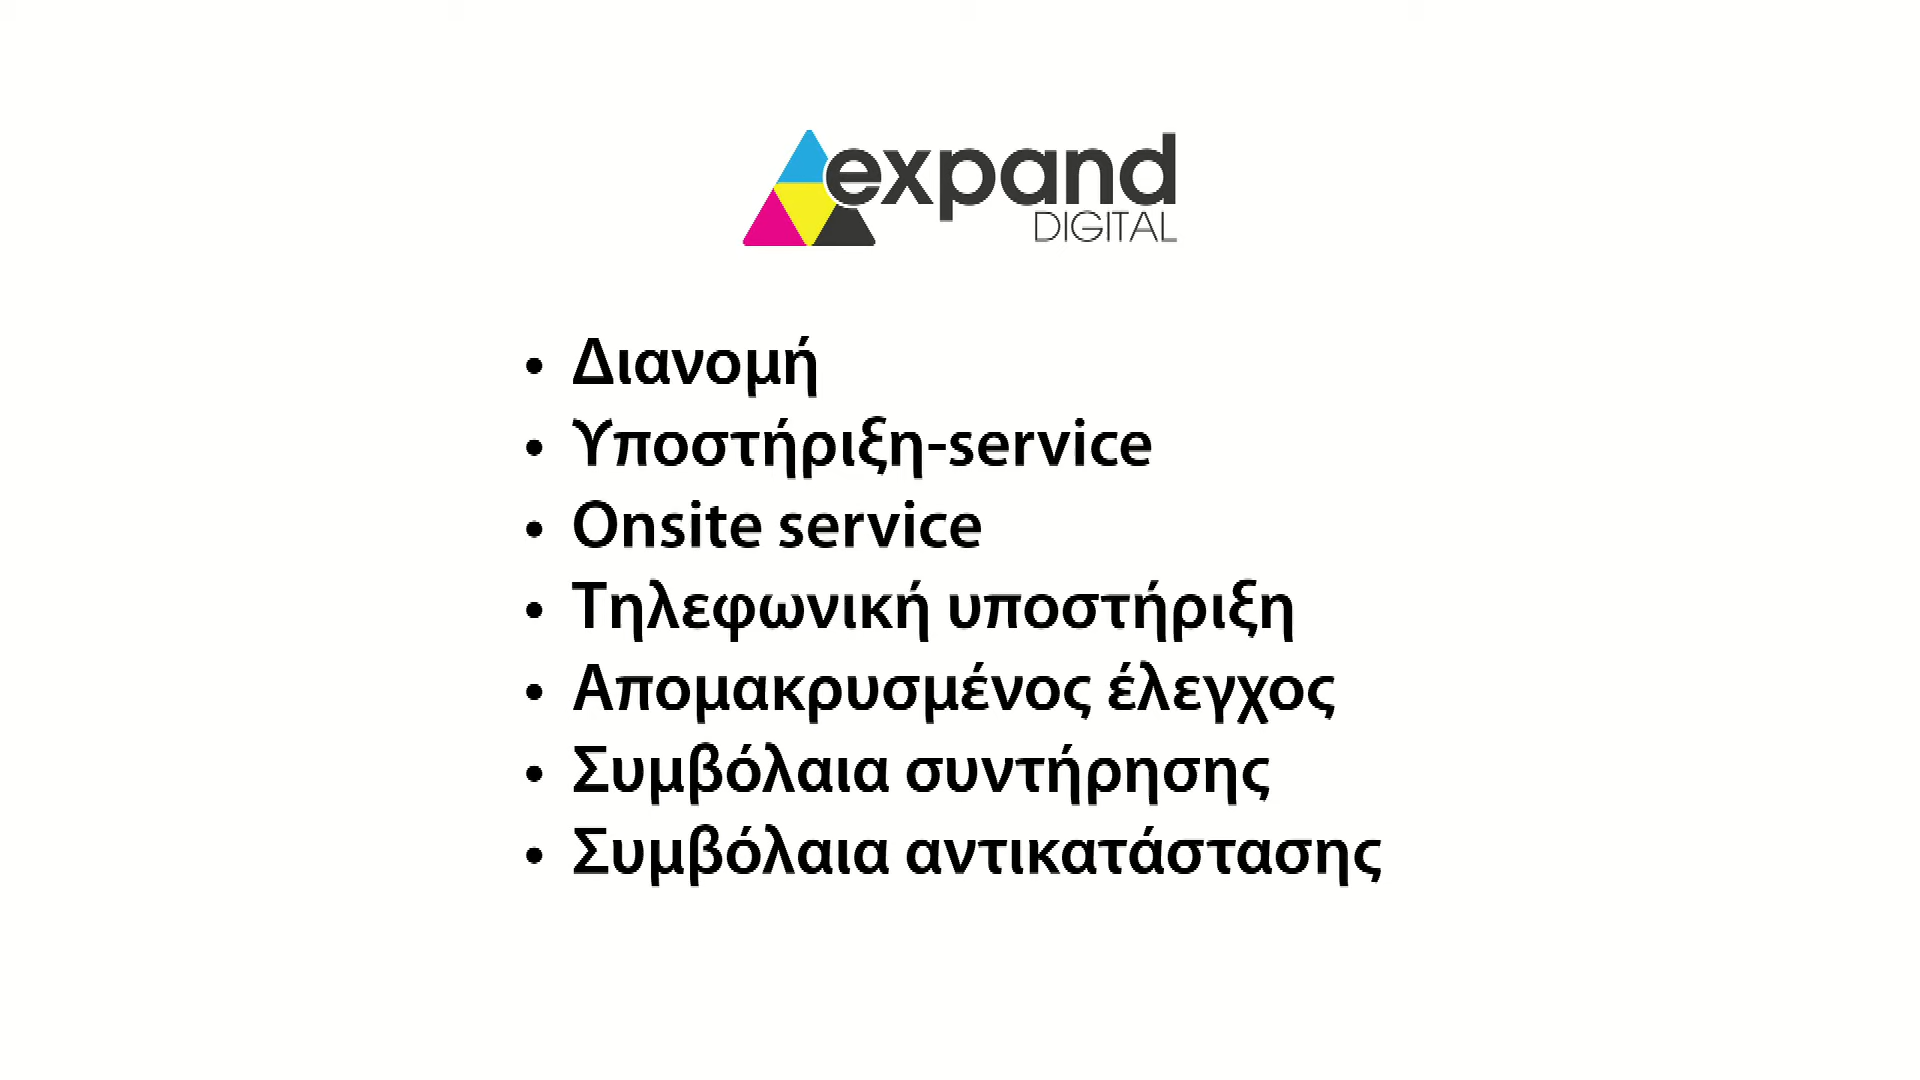 expand
DIGITAL
• Διανομή
• Υποστήριξη-service
• Onsite service
• Τηλεφωνική υποστήριξη
• Απομακρυσμένος έλεγχος
• Συμβόλαια συντήρησης
• Συμβόλαια αντικατάστασης